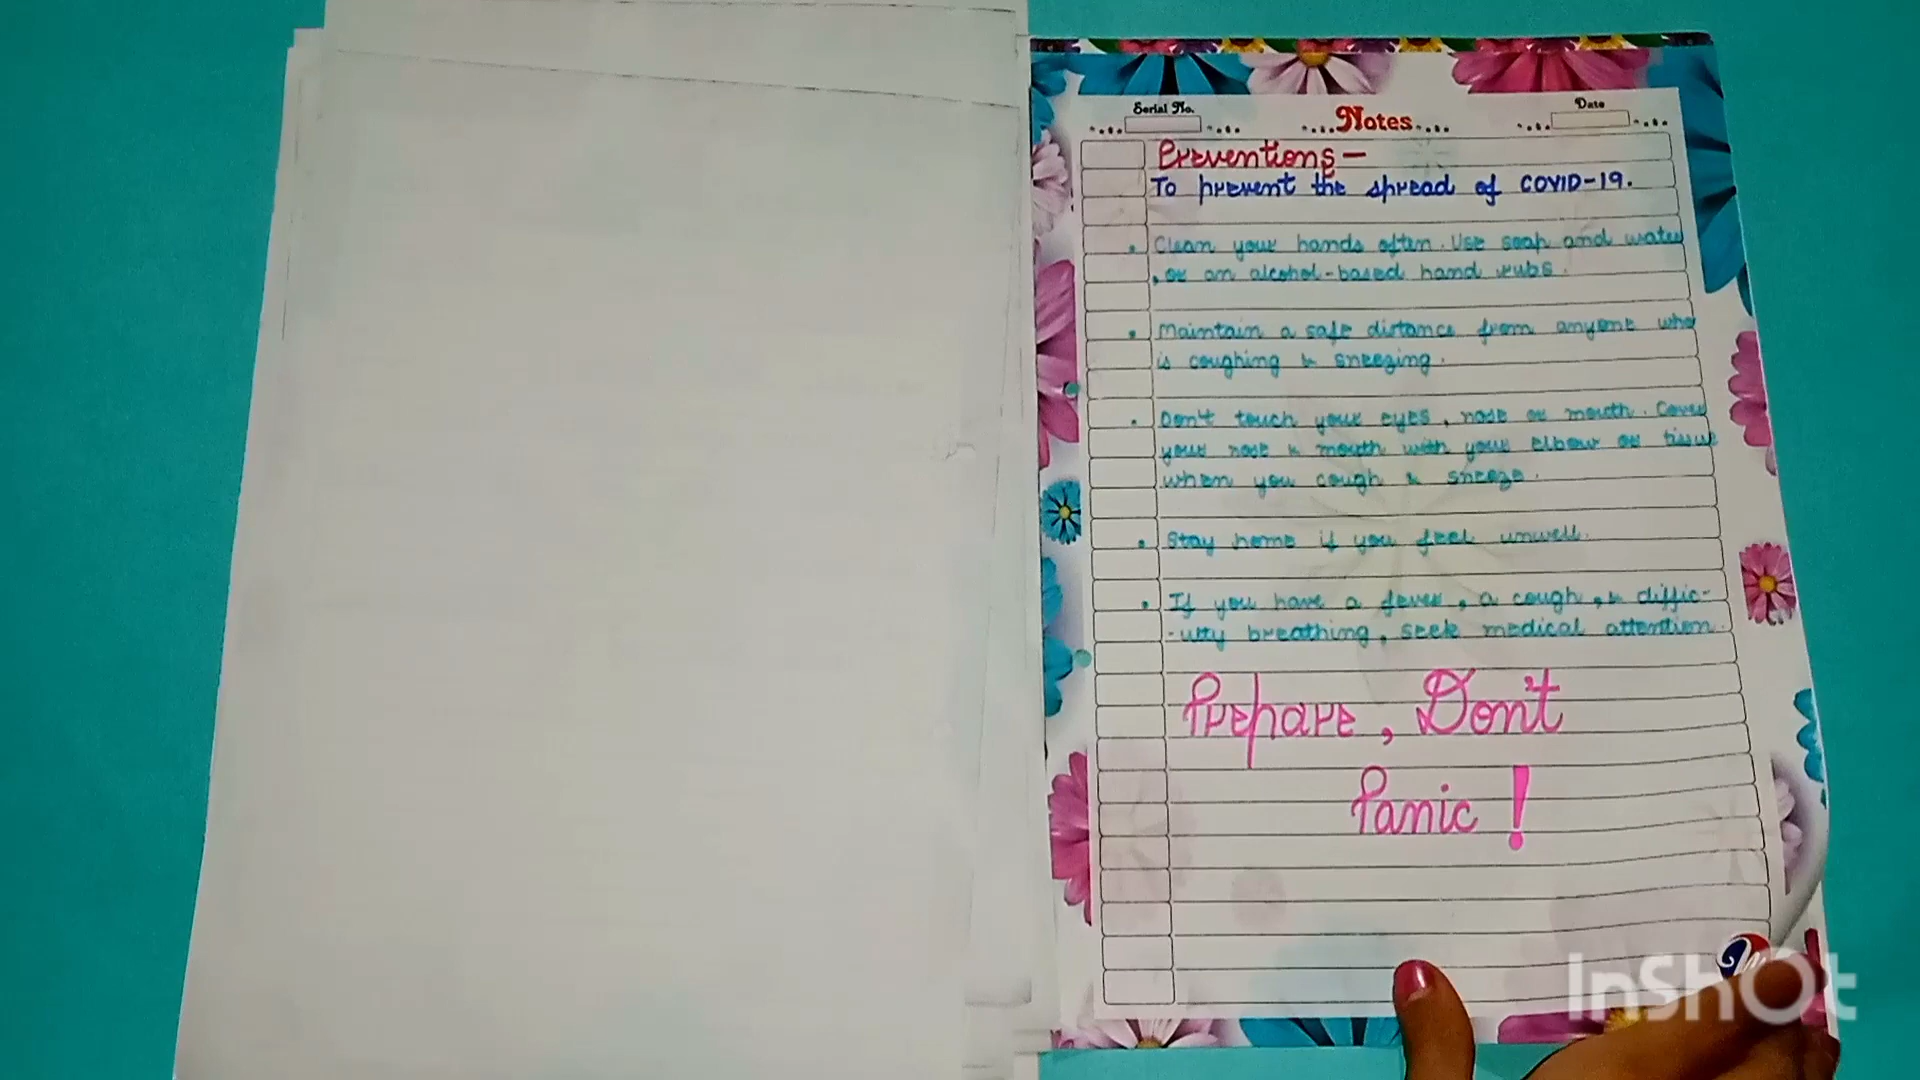 Serial No.
Notes
Date
Preventions –
To prevent the spread of COVID-19.
• Clean your hands often. Use soap and water
, or an alcohol-based hand rubs.
• Maintain a safe distance from anyone who
is coughing & sneezing.
• Don't touch your eyes, nose or mouth. Cover
your nose & mouth with your elbow or tissue
when you cough & sneeze.
• Stay home if you feel unwell.
• If you have a fever, a cough, & diffic-
-ulty breathing, seek medical attention.
Prepare, Don't
Panic!
InShOt